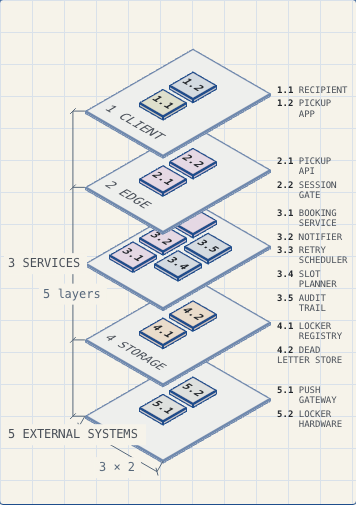 1.2
1.1
1 CLIENT
1.1 RECIPIENT
1.2 PICKUP
APP
2.2
2.1
2 EDGE
2.1 PICKUP
API
2.2 SESSION
GATE
3.2
3.5
3.1
3.4
3 SERVICES
3.1 BOOKING
SERVICE
3.2 NOTIFIER
3.3 RETRY
SCHEDULER
3.4 SLOT
PLANNER
3.5 AUDIT
TRAIL
5 layers
4.2
4.1
4 STORAGE
4.1 LOCKER
REGISTRY
4.2 DEAD
LETTER STORE
5.2
5.1
5 EXTERNAL SYSTEMS
5.1 PUSH
GATEWAY
5.2 LOCKER
HARDWARE
3 × 2